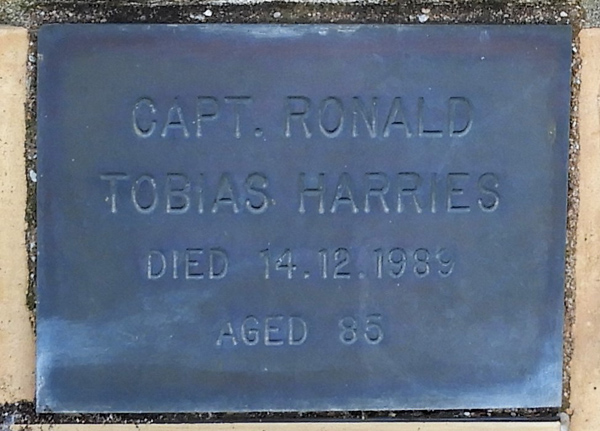 CAPT. RONALD
TOBIAS HARRIES
DIED 14.12.1989
AGED 85